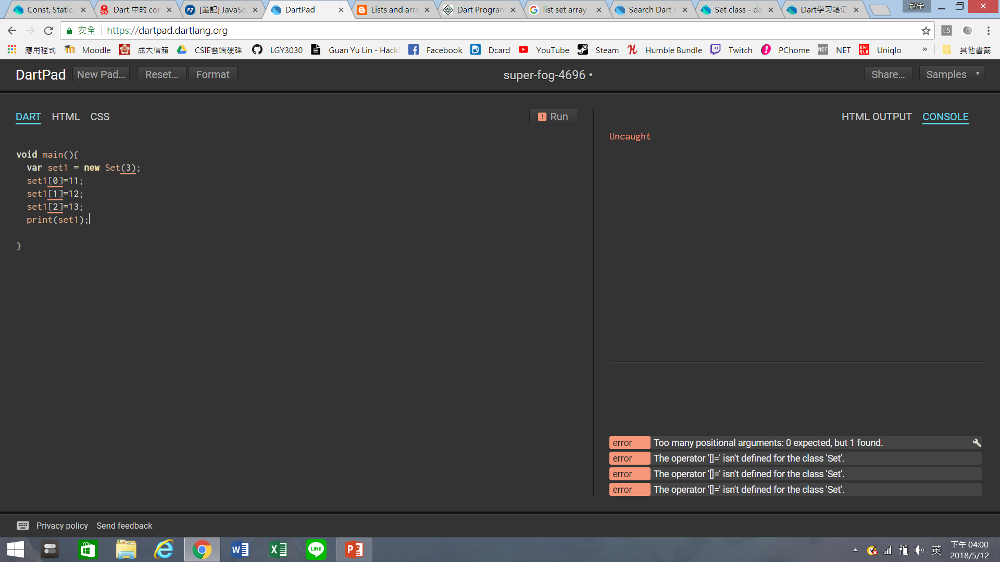 Const, Static,
Dart 中的 con
[筆記] JavaSc
DartPad
Lists and arra
Dart Program
list set array
Search Dart S
Set class - da
Dart学习笔记
冠宇
安全
https://dartpad.dartlang.org
ES
應用程式
Moodle
成大信箱
CSIE雲端硬碟
LGY3030
Guan Yu Lin - Hack
Facebook
Dcard
YouTube
Steam
Humble Bundle
Twitch
PChome
NET
NET
UNI QLO
Uniqlo
»
其他書籤
DartPad
New Pad...
Reset...
Format
super-fog-4696 •
Share...
Samples
DART
HTML
CSS
! Run
HTML OUTPUT
CONSOLE
Uncaught
void main(){
var set1 = new Set(3);
set1[0]=11;
set1[1]=12;
set1[2]=13;
print(set1);
}
error Too many positional arguments: 0 expected, but 1 found.
error The operator '[]=' isn't defined for the class 'Set'.
error The operator '[]=' isn't defined for the class 'Set'.
error The operator '[]=' isn't defined for the class 'Set'.
Privacy policy
Send feedback
LINE
英
下午 04:00
2018/5/12